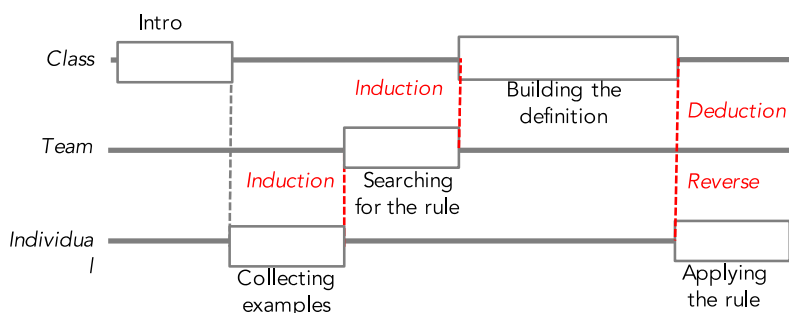 Intro
Class
Induction
Building the
definition
Deduction
Team
Induction
Searching
for the rule
Reverse
Individua
l
Collecting
examples
Applying
the rule